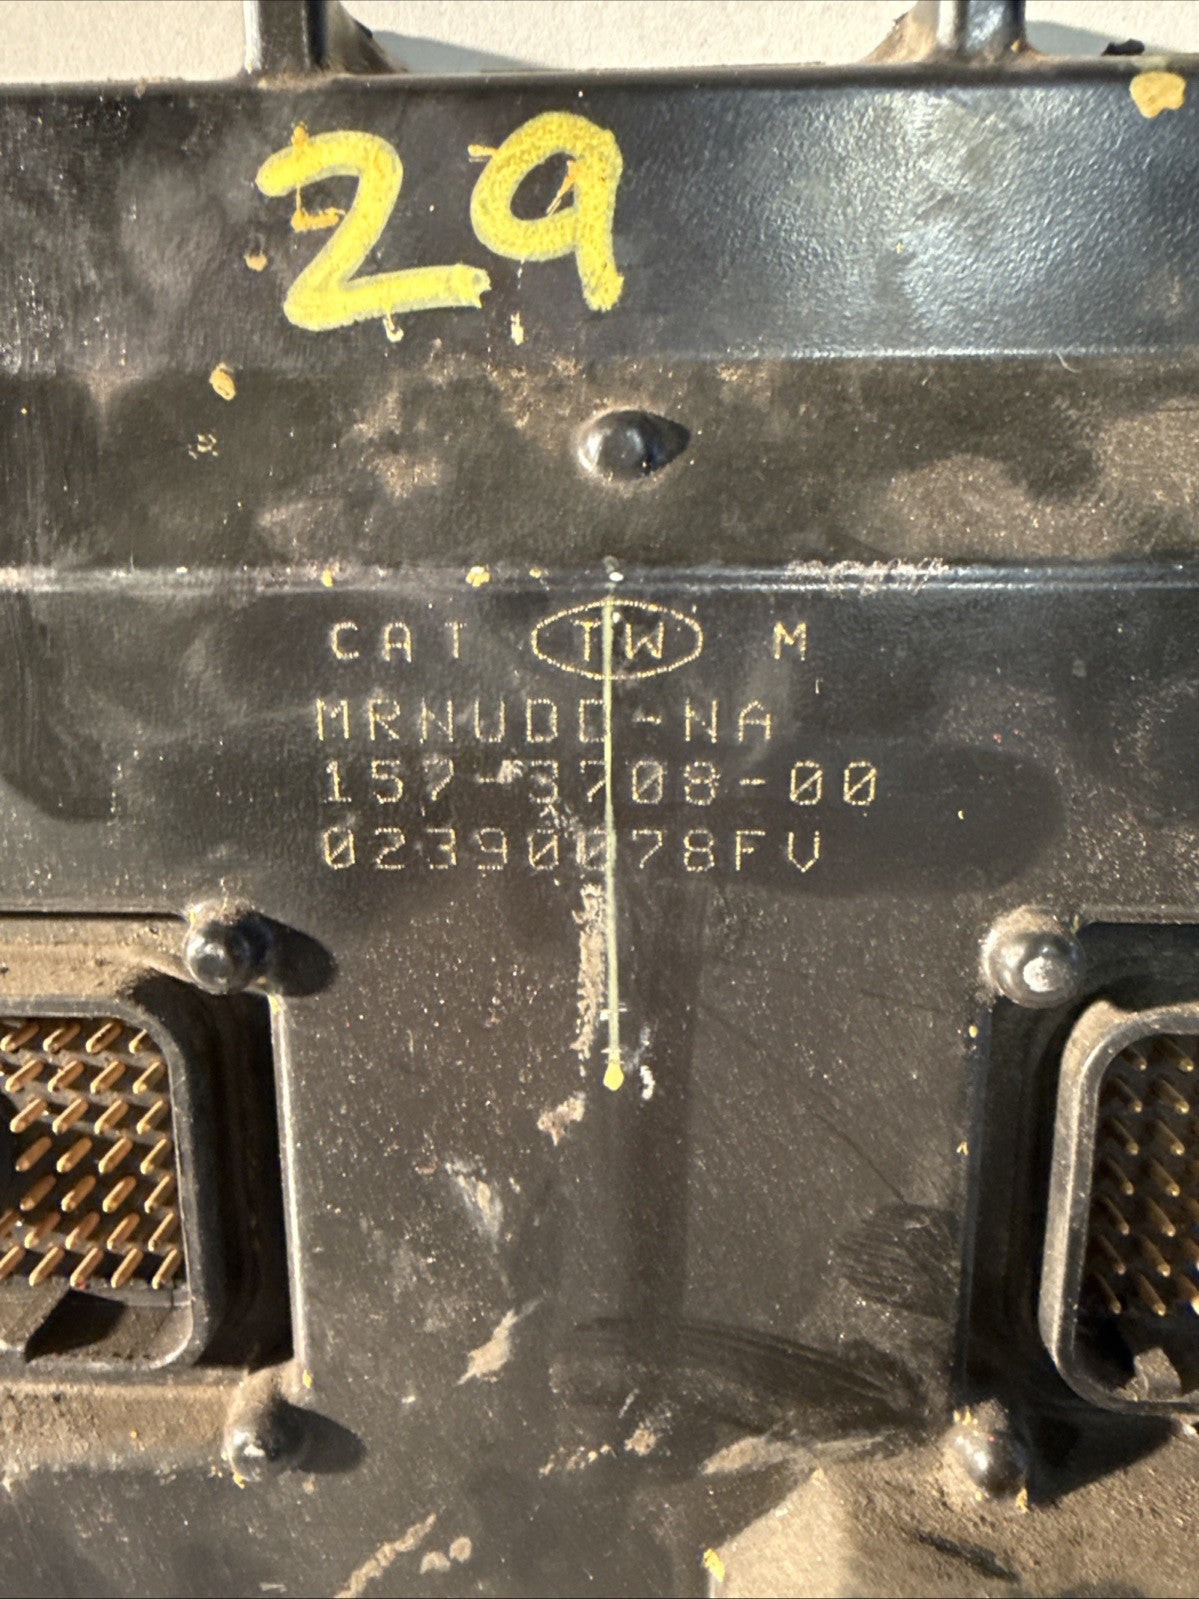 29
CAT TW M
MRNUDD-NA
157-3708-00
02390078FV